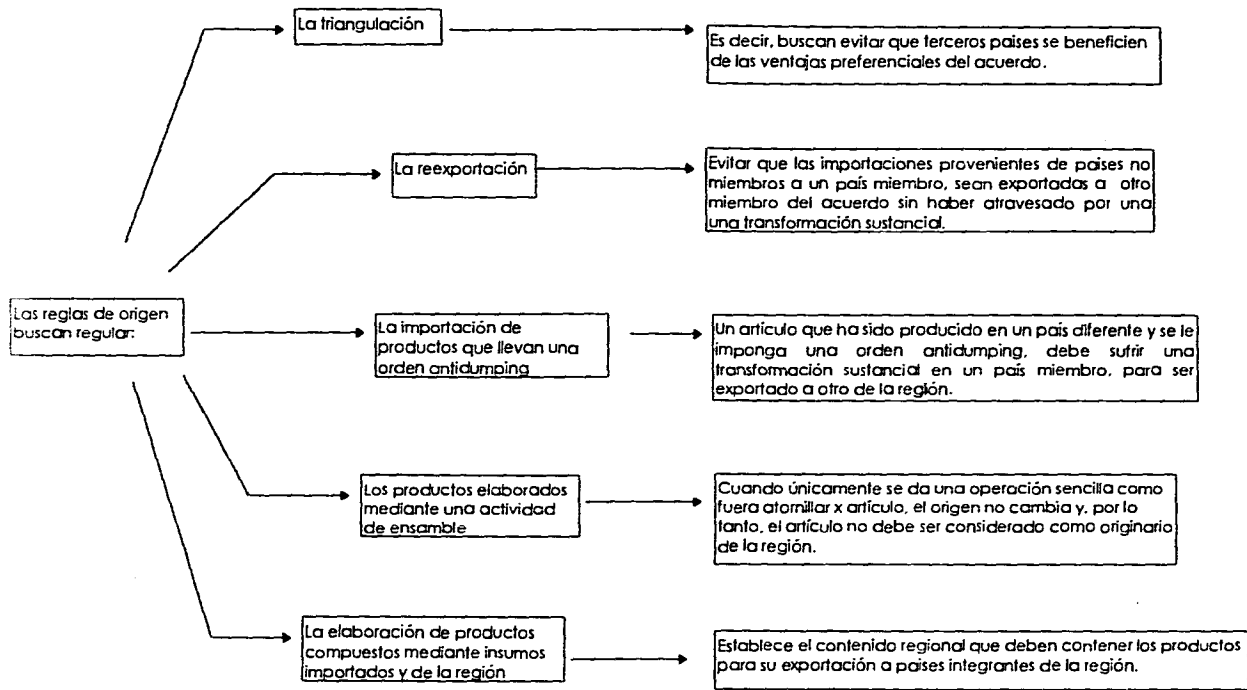 La triangulación
Es decir, buscan evitar que terceros paises se beneficien
de las ventajas preferenciales del acuerdo.
La reexportación
Evitar que las importaciones provenientes de paises no
miembros a un país miembro, sean exportadas a otro
miembro del acuerdo sin haber atravesado por una
una transformación sustancial.
Las reglas de origen
buscan regular:
La importación de
productos que llevan una
orden antidumping
Un artículo que ha sido producido en un país diferente y se le
imponga una orden antidumping, debe sufrir una
transformación sustancial en un país miembro, para ser
exportado a otro de la región.
Los productos elaborados
mediante una actividad
de ensamble
Cuando únicamente se da una operación sencilla como
fuera atornillar x artículo, el origen no cambia y, por lo
tanto, el artículo no debe ser considerado como originario
de la región.
La elaboración de productos
compuestos mediante insumos
importados y de la región
Establece el contenido regional que deben contener los productos
para su exportación a paises integrantes de la región.